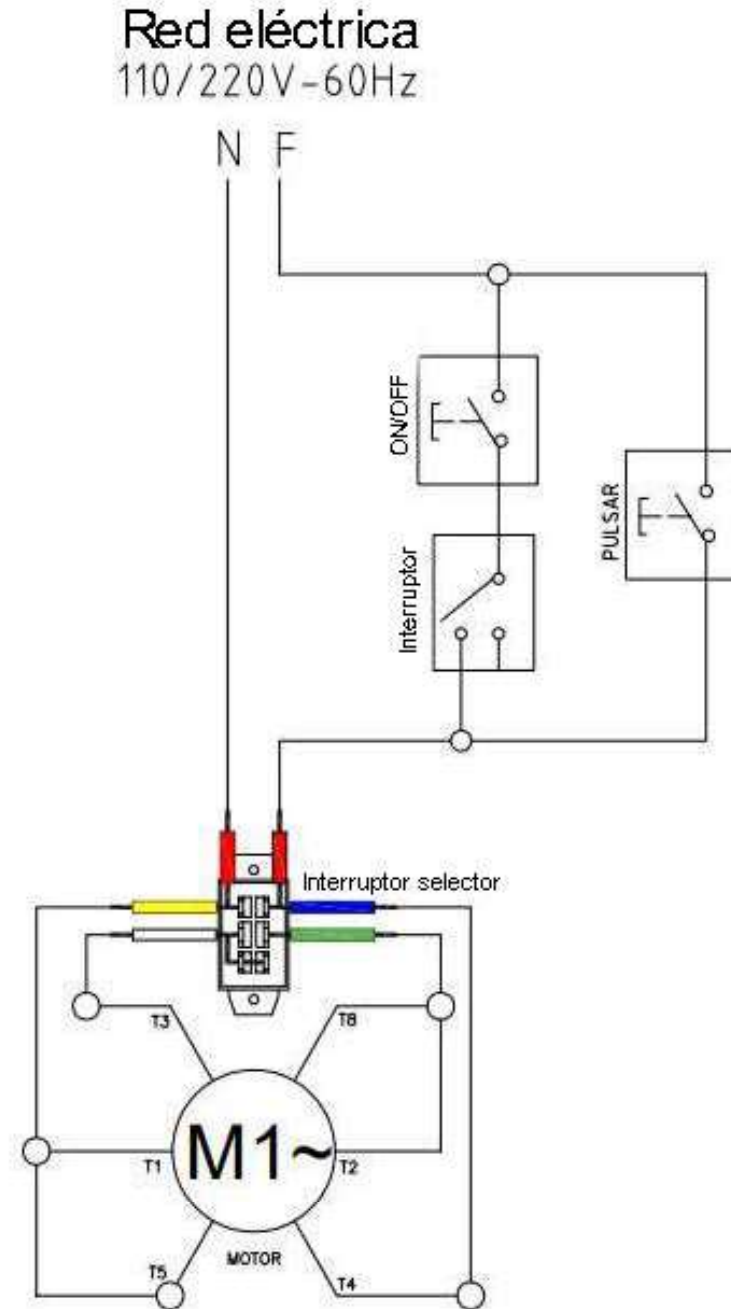 Red eléctrica
110/220V-60Hz
N F
ON/OFF
PULSAR
Interruptor
Interruptor selector
T3
T8
M1~
T1
T2
MOTOR
T5
T4